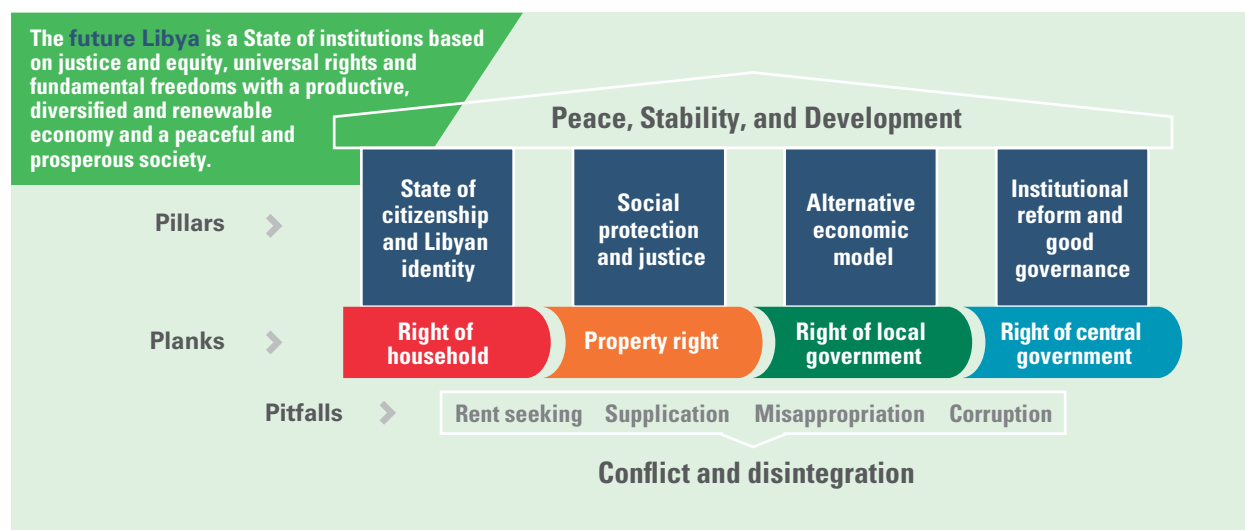 The future Libya is a State of institutions based
on justice and equity, universal rights and
fundamental freedoms with a productive,
diversified and renewable
economy and a peaceful and
prosperous society.
Peace, Stability, and Development
Pillars
State of
citizenship
and Libyan
identity
Social
protection
and justice
Alternative
economic
model
Institutional
reform and
good
governance
Planks
Right of
household
Property right
Right of local
government
Right of central
government
Pitfalls
Rent seeking
Supplication
Misappropriation
Corruption
Conflict and disintegration